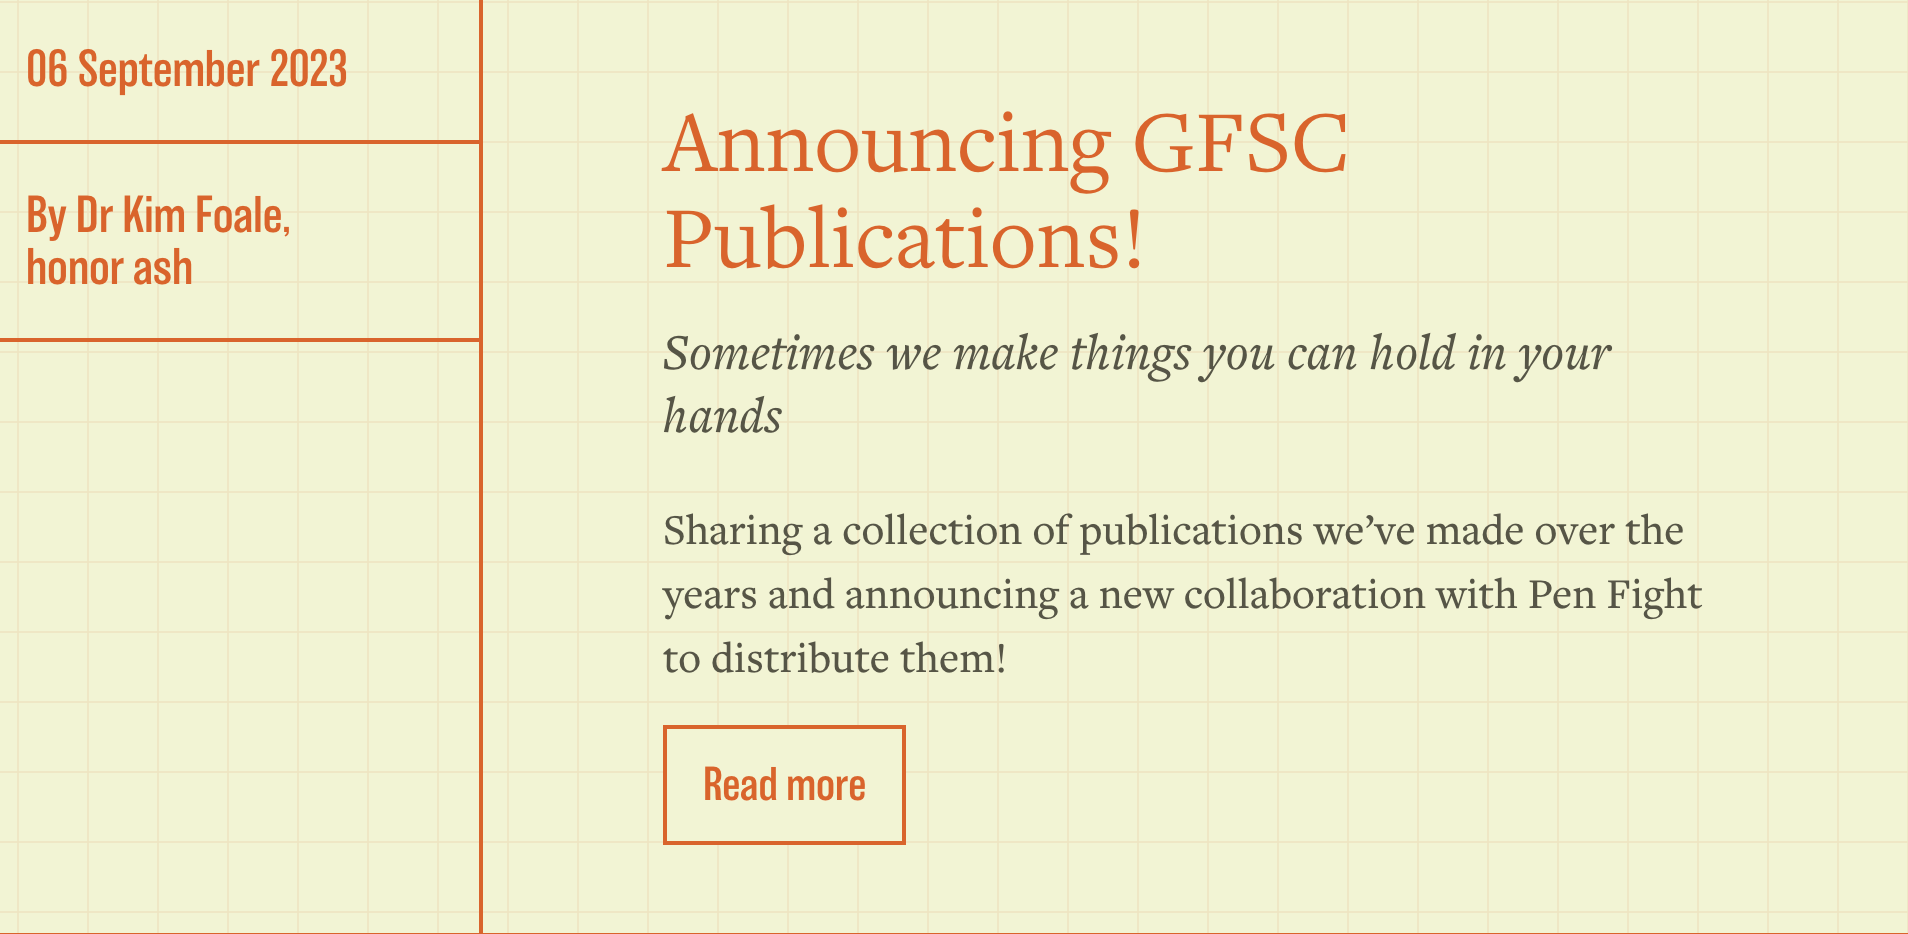 06 September 2023
By Dr Kim Foale,
honor ash
Announcing GFSC
Publications!
Sometimes we make things you can hold in your
hands
Sharing a collection of publications we’ve made over the
years and announcing a new collaboration with Pen Fight
to distribute them!
Read more